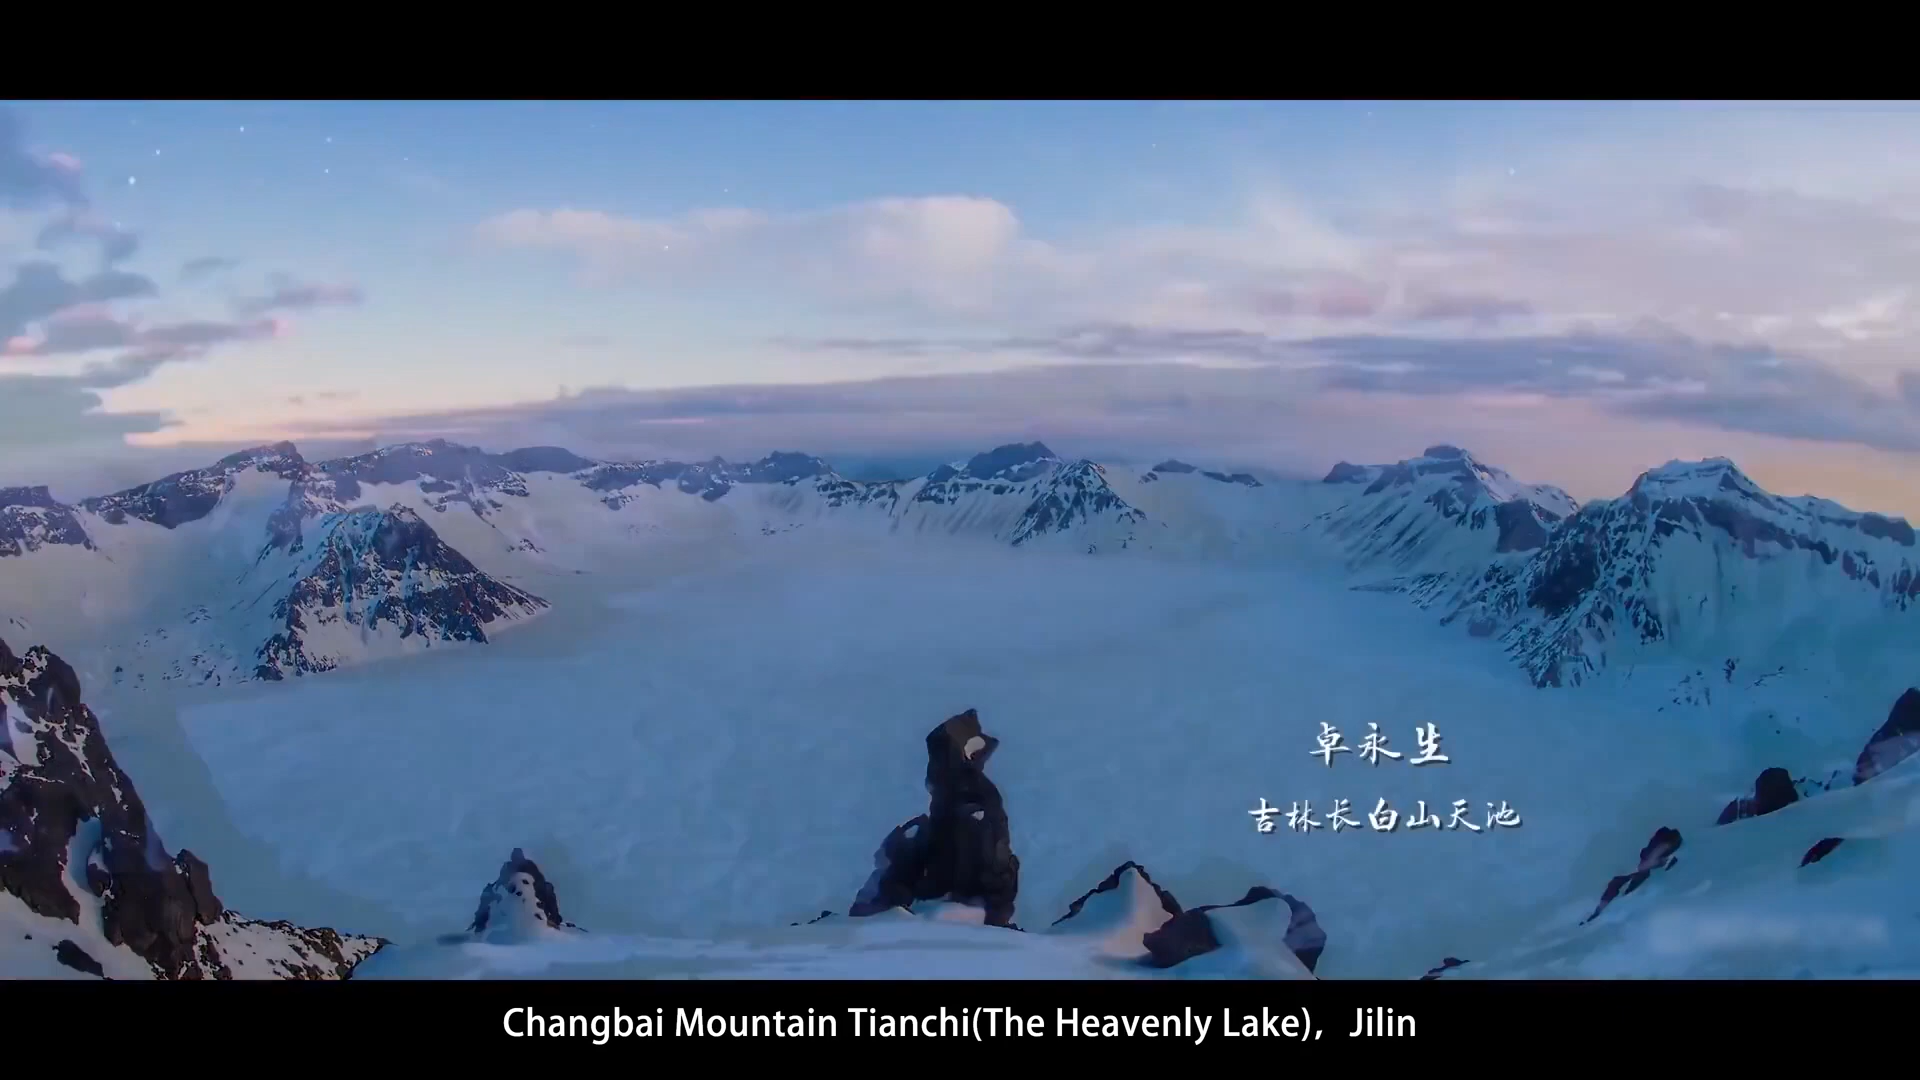 卓永生
吉林长白山天池
Changbai Mountain Tianchi(The Heavenly Lake)，Jilin